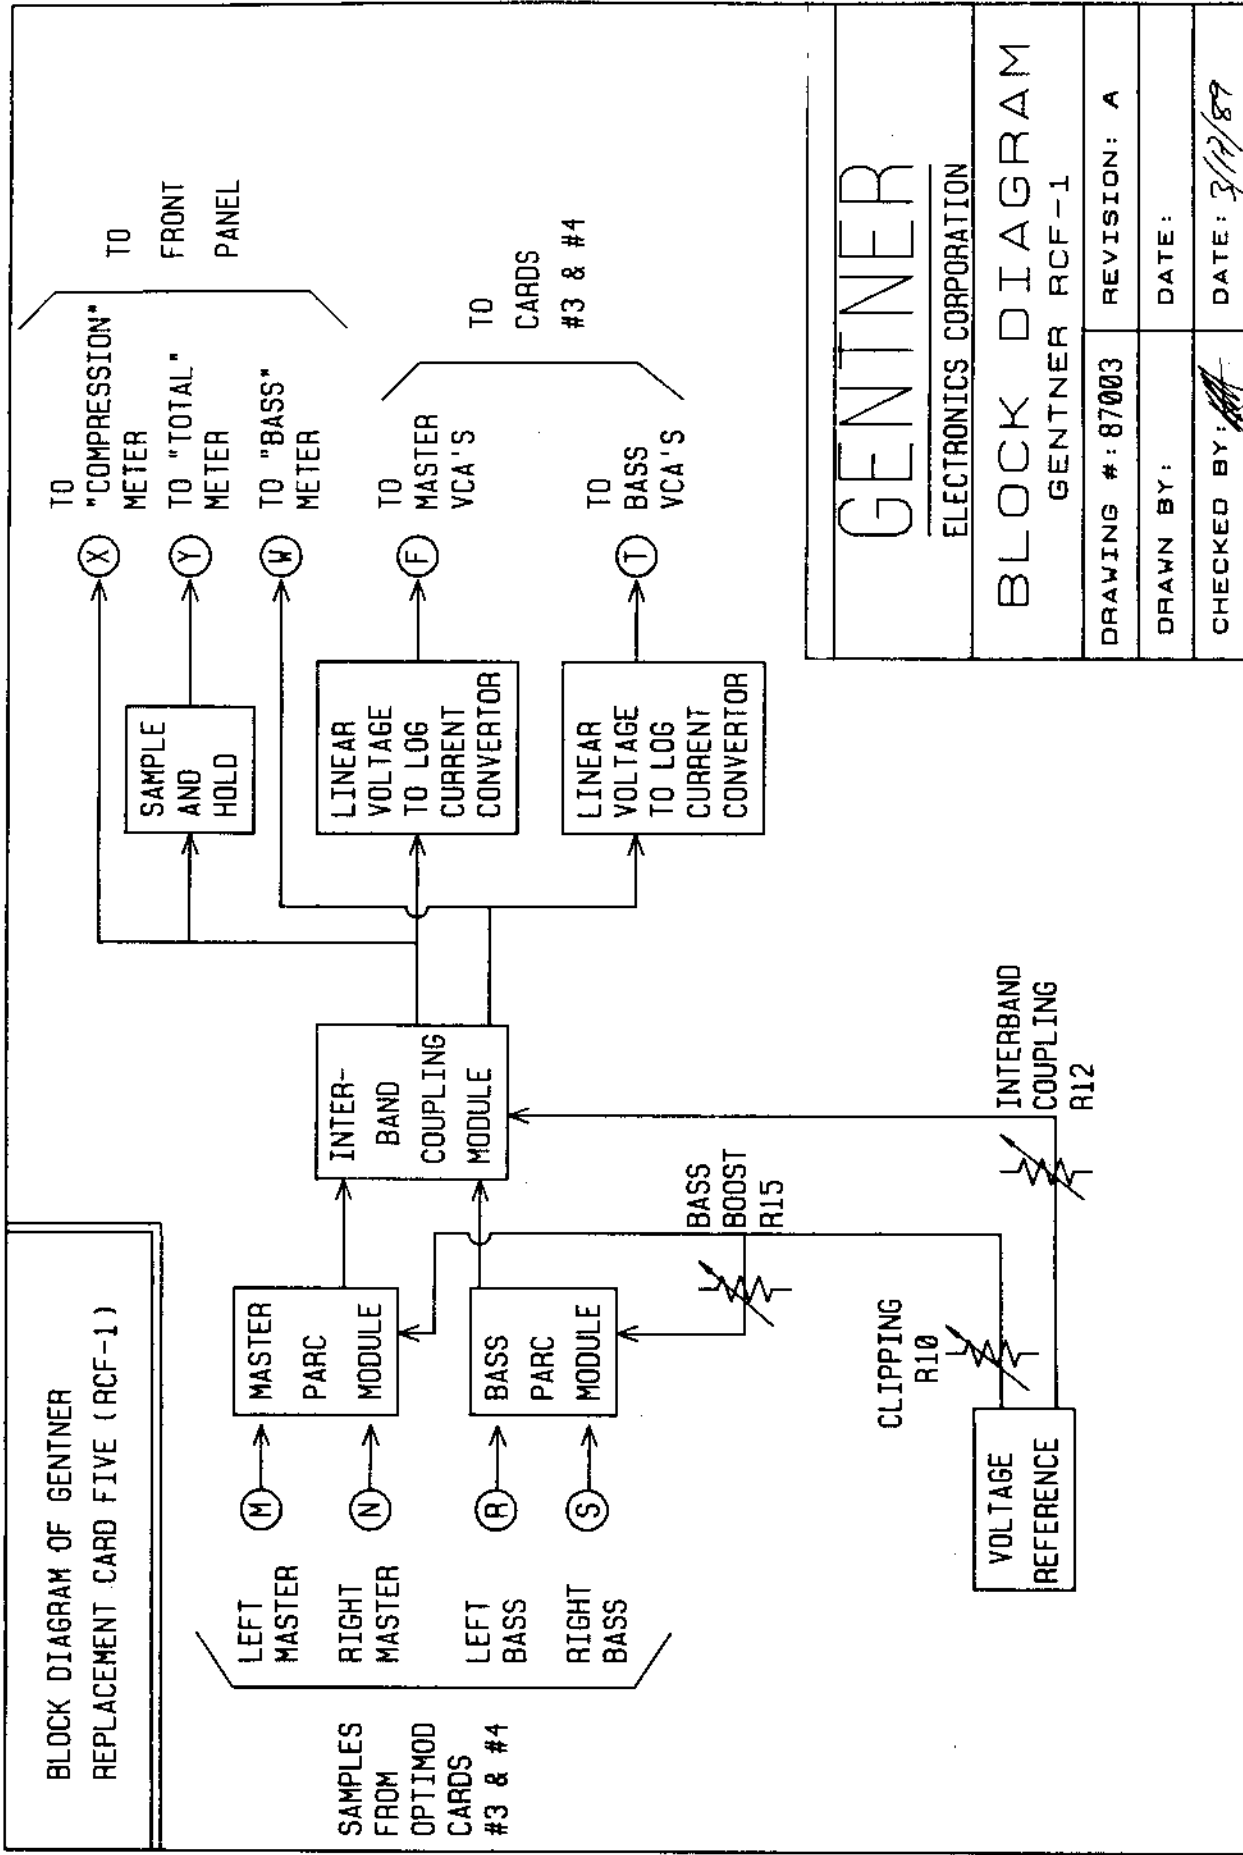 BLOCK DIAGRAM OF GENTNER
REPLACEMENT CARD FIVE (RCF-1)
SAMPLES
FROM
OPTIMOD
CARDS
#3 & #4
LEFT
MASTER
RIGHT
MASTER
LEFT
BASS
RIGHT
BASS
M
N
R
S
MASTER
PARC
MODULE
BASS
PARC
MODULE
VOLTAGE
REFERENCE
CLIPPING
R10
BASS
BOOST
R15
INTERBAND
COUPLING
R12
INTER-
BAND
COUPLING
MODULE
SAMPLE
AND
HOLD
LINEAR
VOLTAGE
TO LOG
CURRENT
CONVERTOR
LINEAR
VOLTAGE
TO LOG
CURRENT
CONVERTOR
X
Y
W
F
T
TO
"COMPRESSION"
METER
TO "TOTAL"
METER
TO "BASS"
METER
TO
MASTER
VCA'S
TO
BASS
VCA'S
TO
FRONT
PANEL
TO
CARDS
#3 & #4
GENTNER
ELECTRONICS CORPORATION
BLOCK DIAGRAM
GENTNER RCF-1
DRAWING #: 87003
REVISION: A
DRAWN BY:
DATE:
CHECKED BY:
DATE: 3/17/89